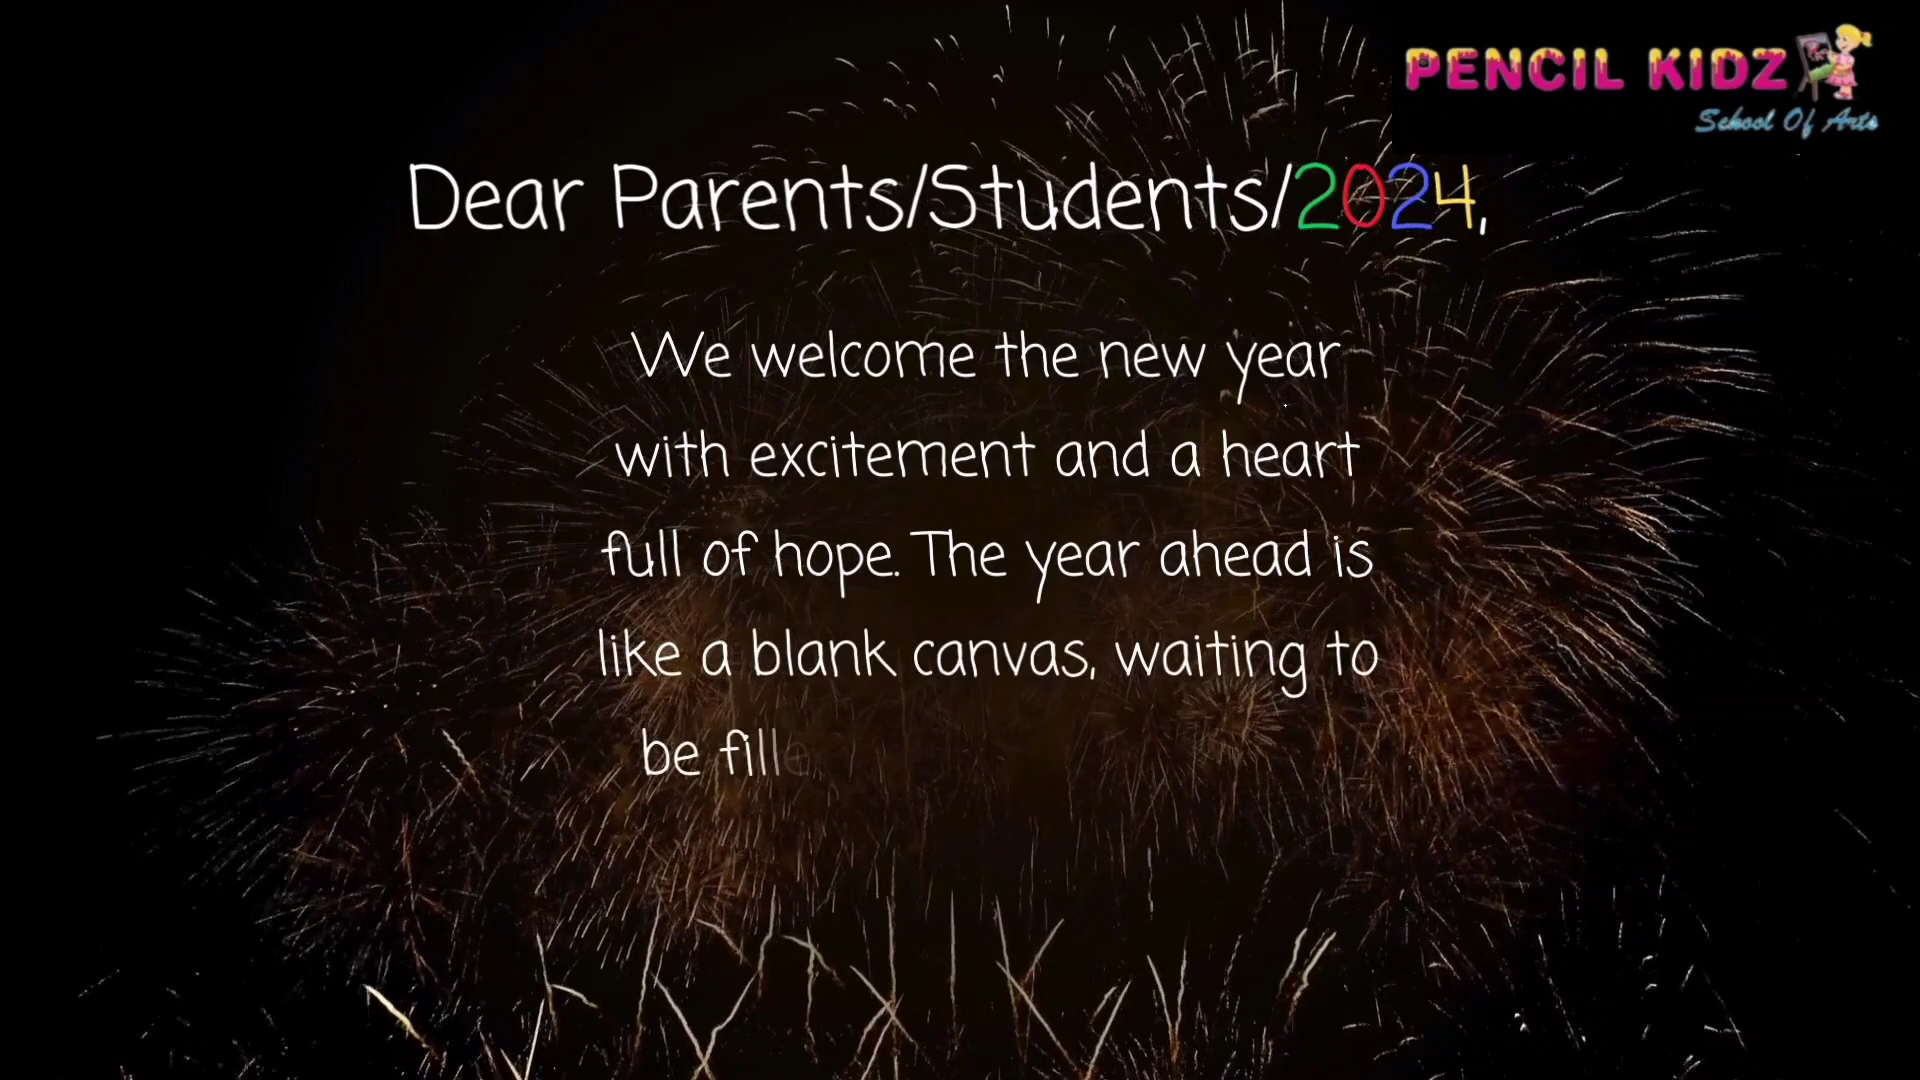 PENCIL KIDZ
School Of Arts
Dear Parents/Students/2024,
We welcome the new year
with excitement and a heart
full of hope. The year ahead is
like a blank canvas, waiting to
be fille